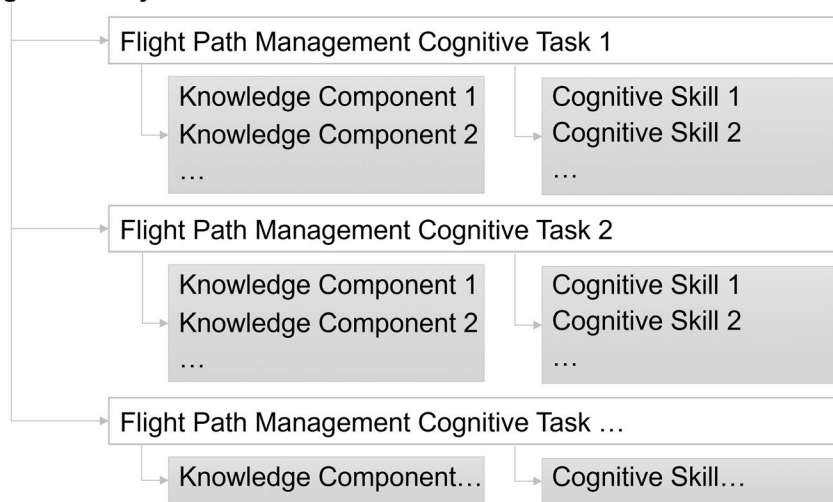 Flight Path Management Cognitive Task 1
Knowledge Component 1
Knowledge Component 2
…
Cognitive Skill 1
Cognitive Skill 2
…
Flight Path Management Cognitive Task 2
Knowledge Component 1
Knowledge Component 2
…
Cognitive Skill 1
Cognitive Skill 2
…
Flight Path Management Cognitive Task …
Knowledge Component…
Cognitive Skill…